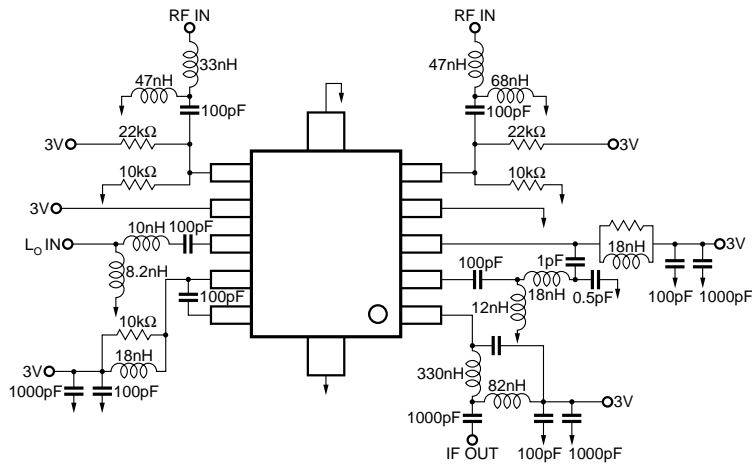 RF IN
RF IN
33nH
47nH
100pF
47nH
68nH
100pF
3V
22kΩ
22kΩ
3V
10kΩ
10kΩ
3V
10nH
100pF
LO IN
8.2nH
100pF
18nH
3V
100pF
1pF
18nH
0.5pF
100pF
1000pF
12nH
10kΩ
18nH
3V
1000pF
100pF
330nH
82nH
3V
1000pF
100pF
1000pF
IF OUT